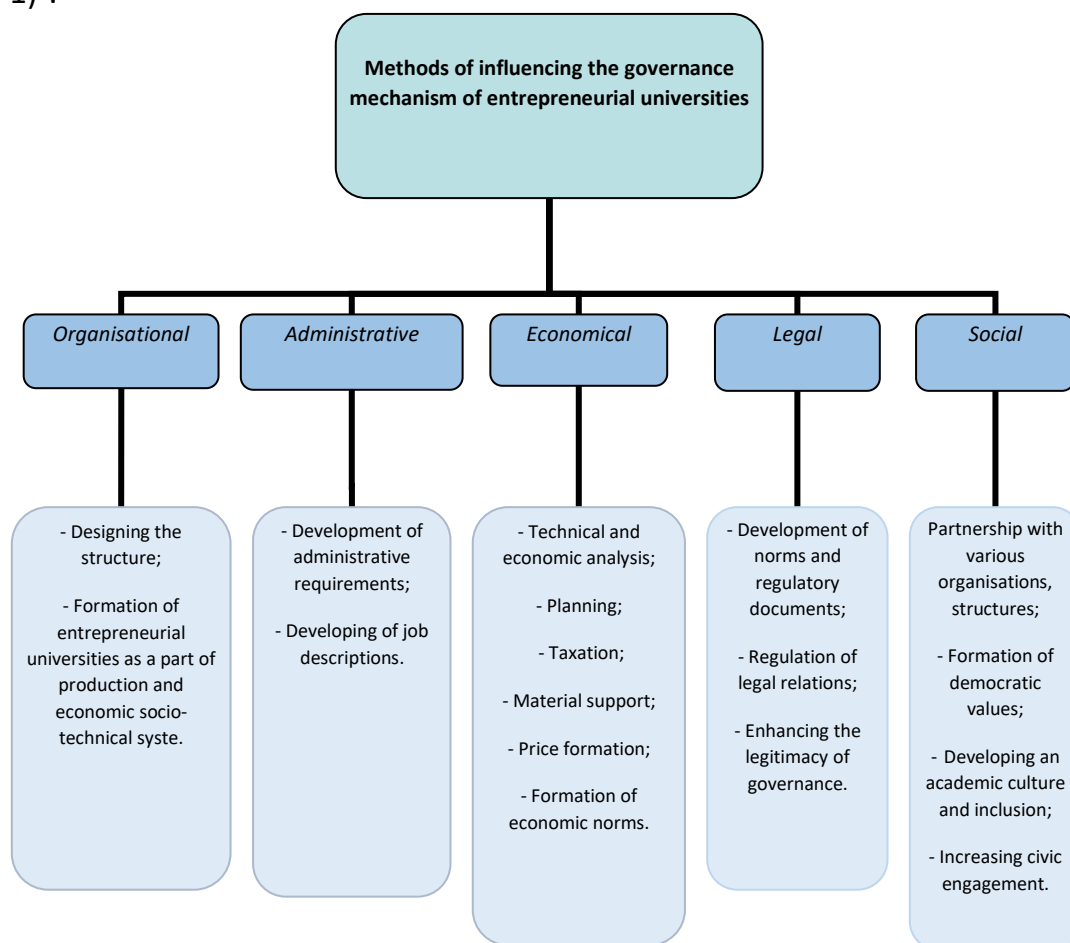 1) .
Methods of influencing the governance
mechanism of entrepreneurial universities
Organisational
Administrative
Economical
Legal
Social
- Designing the
structure;
- Formation of
entrepreneurial
universities as a part of
production and
economic socio-
technical syste.
- Development of
administrative
requirements;
- Developing of job
descriptions.
- Technical and
economic analysis;
- Planning;
- Taxation;
- Material support;
- Price formation;
- Formation of
economic norms.
- Development of
norms and
regulatory
documents;
- Regulation of
legal relations;
- Enhancing the
legitimacy of
governance.
Partnership with
various
organisations,
structures;
- Formation of
democratic
values;
- Developing an
academic culture
and inclusion;
- Increasing civic
engagement.